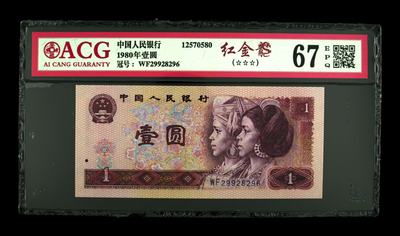 ACG
AI CANG GUARANTY
中国人民银行 12570580
1980年壹圆
冠号: WF29928296
红金龙
(☆☆☆)
67
EPQ
中国人民银行
1
壹圆
1
WF29928296
1